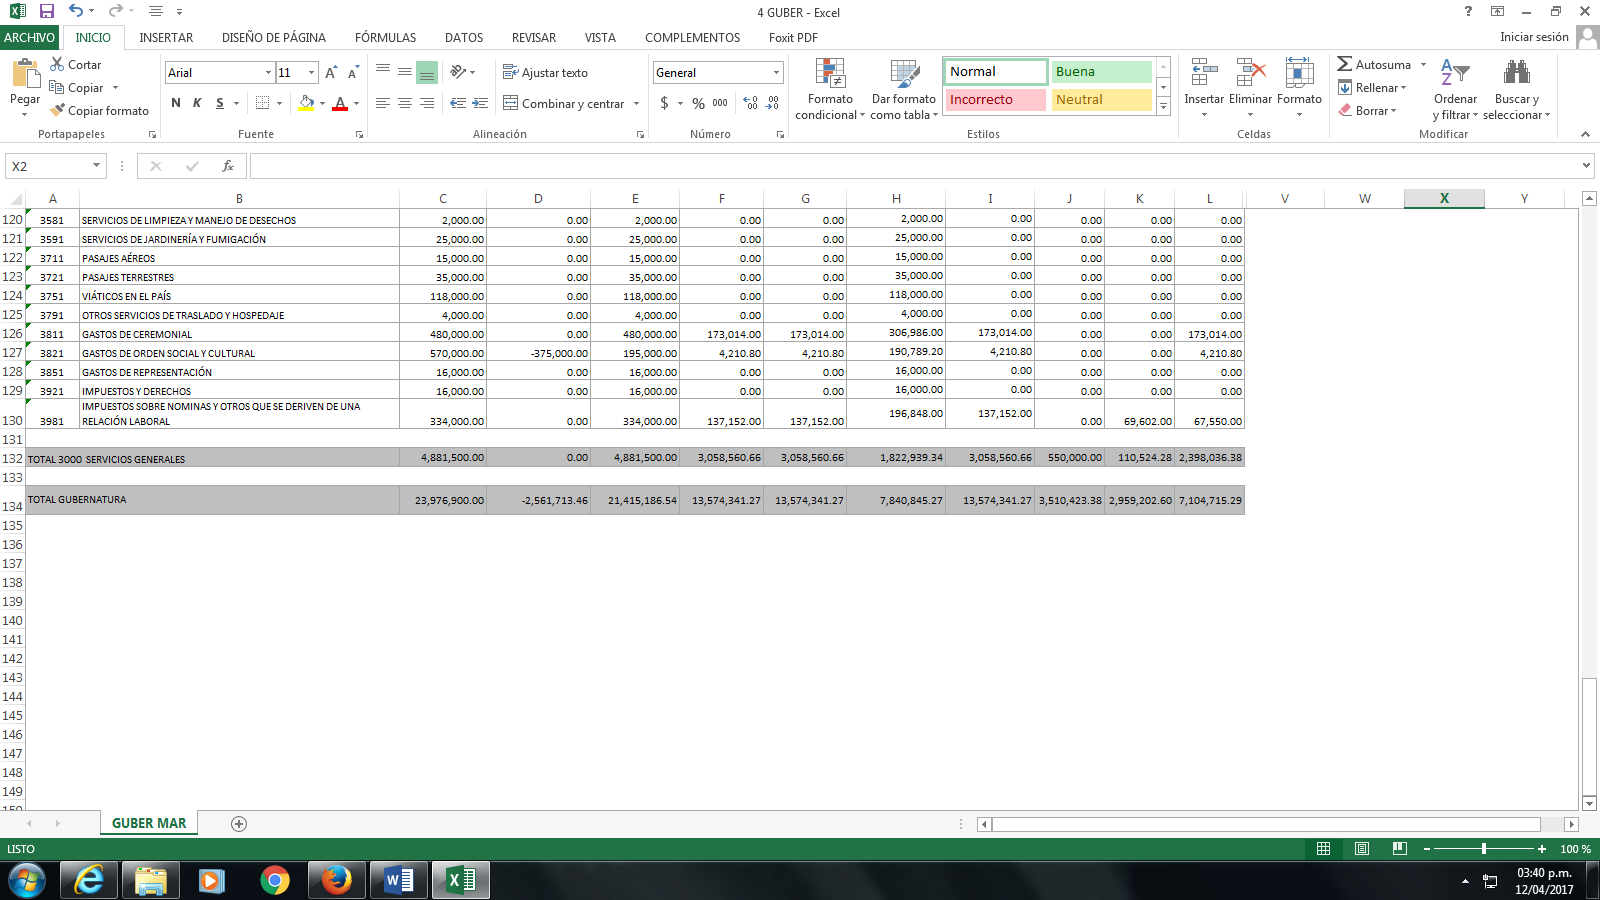 4 GUBER - Excel
ARCHIVO INICIO INSERTAR DISEÑO DE PÁGINA FÓRMULAS DATOS REVISAR VISTA COMPLEMENTOS Foxit PDF Iniciar sesión
Pegar
Cortar
Copiar
Copiar formato
Portapapeles
Arial 11
N K S
Fuente
Ajustar texto
Combinar y centrar
Alineación
General
$ % 000
Número
Formato condicional
Dar formato como tabla
Normal Buena
Incorrecto Neutral
Estilos
Insertar Eliminar Formato
Celdas
Autosuma
Rellenar
Borrar
Ordenar y filtrar
Buscar y seleccionar
Modificar
X2
A B C D E F G H I J K L V W X Y
120 3581 SERVICIOS DE LIMPIEZA Y MANEJO DE DESECHOS 2,000.00 0.00 2,000.00 0.00 0.00 2,000.00 0.00 0.00 0.00 0.00
121 3591 SERVICIOS DE JARDINERÍA Y FUMIGACIÓN 25,000.00 0.00 25,000.00 0.00 0.00 25,000.00 0.00 0.00 0.00 0.00
122 3711 PASAJES AÉREOS 15,000.00 0.00 15,000.00 0.00 0.00 15,000.00 0.00 0.00 0.00 0.00
123 3721 PASAJES TERRESTRES 35,000.00 0.00 35,000.00 0.00 0.00 35,000.00 0.00 0.00 0.00 0.00
124 3751 VIÁTICOS EN EL PAÍS 118,000.00 0.00 118,000.00 0.00 0.00 118,000.00 0.00 0.00 0.00 0.00
125 3791 OTROS SERVICIOS DE TRASLADO Y HOSPEDAJE 4,000.00 0.00 4,000.00 0.00 0.00 4,000.00 0.00 0.00 0.00 0.00
126 3811 GASTOS DE CEREMONIAL 480,000.00 0.00 480,000.00 173,014.00 173,014.00 306,986.00 173,014.00 0.00 0.00 173,014.00
127 3821 GASTOS DE ORDEN SOCIAL Y CULTURAL 570,000.00 -375,000.00 195,000.00 4,210.80 4,210.80 190,789.20 4,210.80 0.00 0.00 4,210.80
128 3851 GASTOS DE REPRESENTACIÓN 16,000.00 0.00 16,000.00 0.00 0.00 16,000.00 0.00 0.00 0.00 0.00
129 3921 IMPUESTOS Y DERECHOS 16,000.00 0.00 16,000.00 0.00 0.00 16,000.00 0.00 0.00 0.00 0.00
IMPUESTOS SOBRE NOMINAS Y OTROS QUE SE DERIVEN DE UNA
130 3981 RELACIÓN LABORAL 334,000.00 0.00 334,000.00 137,152.00 137,152.00 196,848.00 137,152.00 0.00 69,602.00 67,550.00
131
132 TOTAL 3000 SERVICIOS GENERALES 4,881,500.00 0.00 4,881,500.00 3,058,560.66 3,058,560.66 1,822,939.34 3,058,560.66 550,000.00 110,524.28 2,398,036.38
133
134 TOTAL GUBERNATURA 23,976,900.00 -2,561,713.46 21,415,186.54 13,574,341.27 13,574,341.27 7,840,845.27 13,574,341.27 3,510,423.38 2,959,202.60 7,104,715.29
135
136
137
138
139
140
141
142
143
144
145
146
147
148
149
150
GUBER MAR
LISTO 100 %
03:40 p.m.
12/04/2017